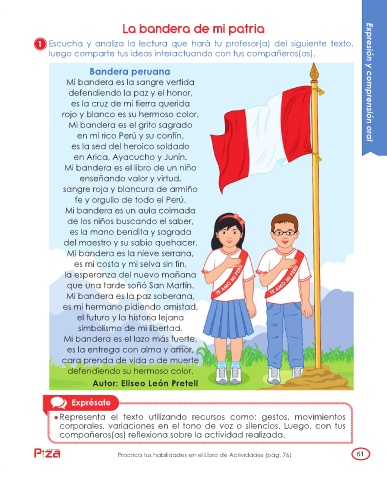 La bandera de mi patria
Expresión y comprensión oral
1 Escucha y analiza la lectura que hará tu profesor(a) del siguiente texto,
luego comparte tus ideas interactuando con tus compañeros(as).
Bandera peruana
Mi bandera es la sangre vertida
defendiendo la paz y el honor,
es la cruz de mi tierra querida
rojo y blanco es su hermoso color.
Mi bandera es el grito sagrado
en mi rico Perú y su confín,
es la sed del heroico soldado
en Arica, Ayacucho y Junín.
Mi bandera es el libro de un niño
enseñando valor y virtud,
sangre roja y blancura de armiño
fe y orgullo de todo el Perú.
Mi bandera es un aula colmada
de los niños buscando el saber,
es la mano bendita y sagrada
del maestro y su sabio quehacer.
Mi bandera es la nieve serrana,
es mi costa y mi selva sin fin,
la esperanza del nuevo mañana
que una tarde soñó San Martín.
Mi bandera es la paz soberana,
es mi hermano pidiendo amistad,
el futuro y la historia lejana
simbolismo de mi libertad.
Mi bandera es el lazo más fuerte,
es la entrega con alma y amor,
cara prenda de vida o de muerte
defendiendo su hermoso color.
Autor: Eliseo León Pretell
TE AMO MI PERÚ
TE AMO MI PERÚ
Exprésate
Representa el texto utilizando recursos como: gestos, movimientos
corporales, variaciones en el tono de voz o silencios. Luego, con tus
compañeros(as) reflexiona sobre la actividad realizada.
Practica tus habilidades en el Libro de Actividades (pág. 76)
61